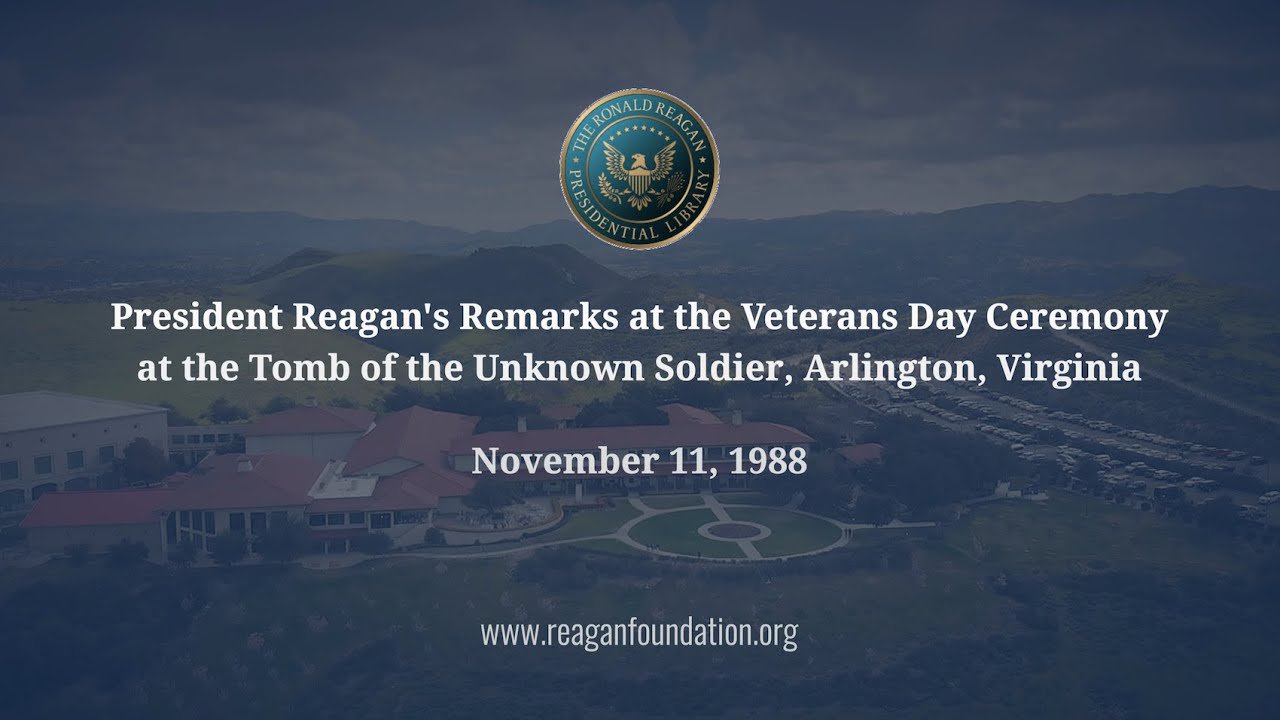 THE RONALD REAGAN
PRESIDENTIAL LIBRARY
President Reagan's Remarks at the Veterans Day Ceremony
at the Tomb of the Unknown Soldier, Arlington, Virginia
November 11, 1988
www.reaganfoundation.org